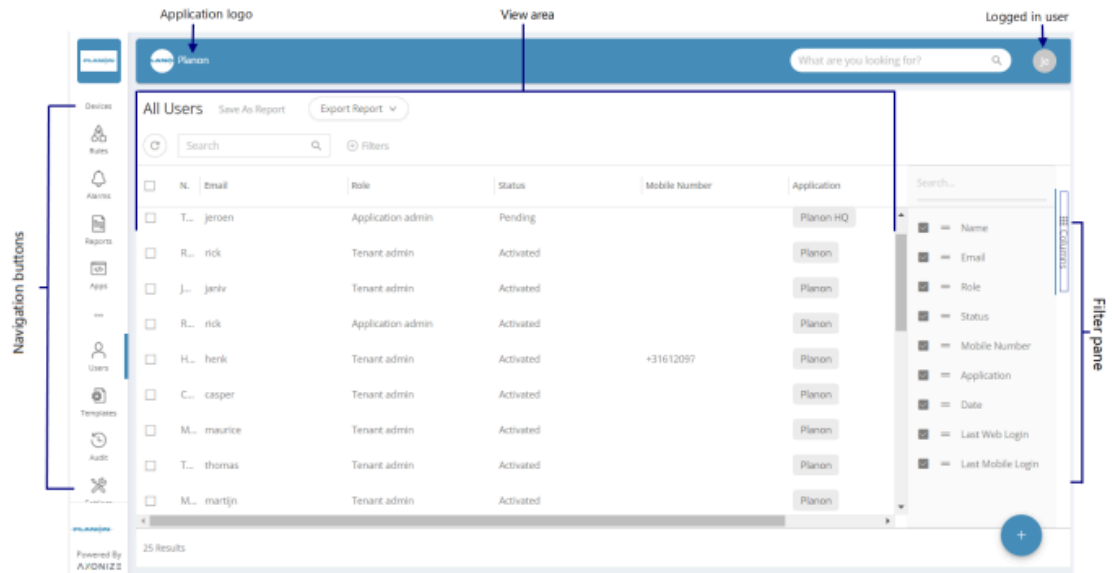 Application logo
View area
Logged in user
PLANON
Planon
What are you looking for?
Je
Devices
Rules
Alarms
Reports
Apps
...
Users
Templates
Audit
Navigation buttons
All Users Save As Report Export Report
Search Filters
N. Email Role Status Mobile Number Application
T... jeroen Application admin Pending Planon HQ
R... rick Tenant admin Activated Planon
J... janiv Tenant admin Activated Planon
R... rick Application admin Activated Planon
H... henk Tenant admin Activated +31612097 Planon
C... casper Tenant admin Activated Planon
M... maurice Tenant admin Activated Planon
T... thomas Tenant admin Activated Planon
M... martijn Tenant admin Activated Planon
Search...
Name
Email
Role
Status
Mobile Number
Application
Date
Last Web Login
Last Mobile Login
Columns
Filter pane
+
25 Results
PLANON
Powered By
AXONIZE